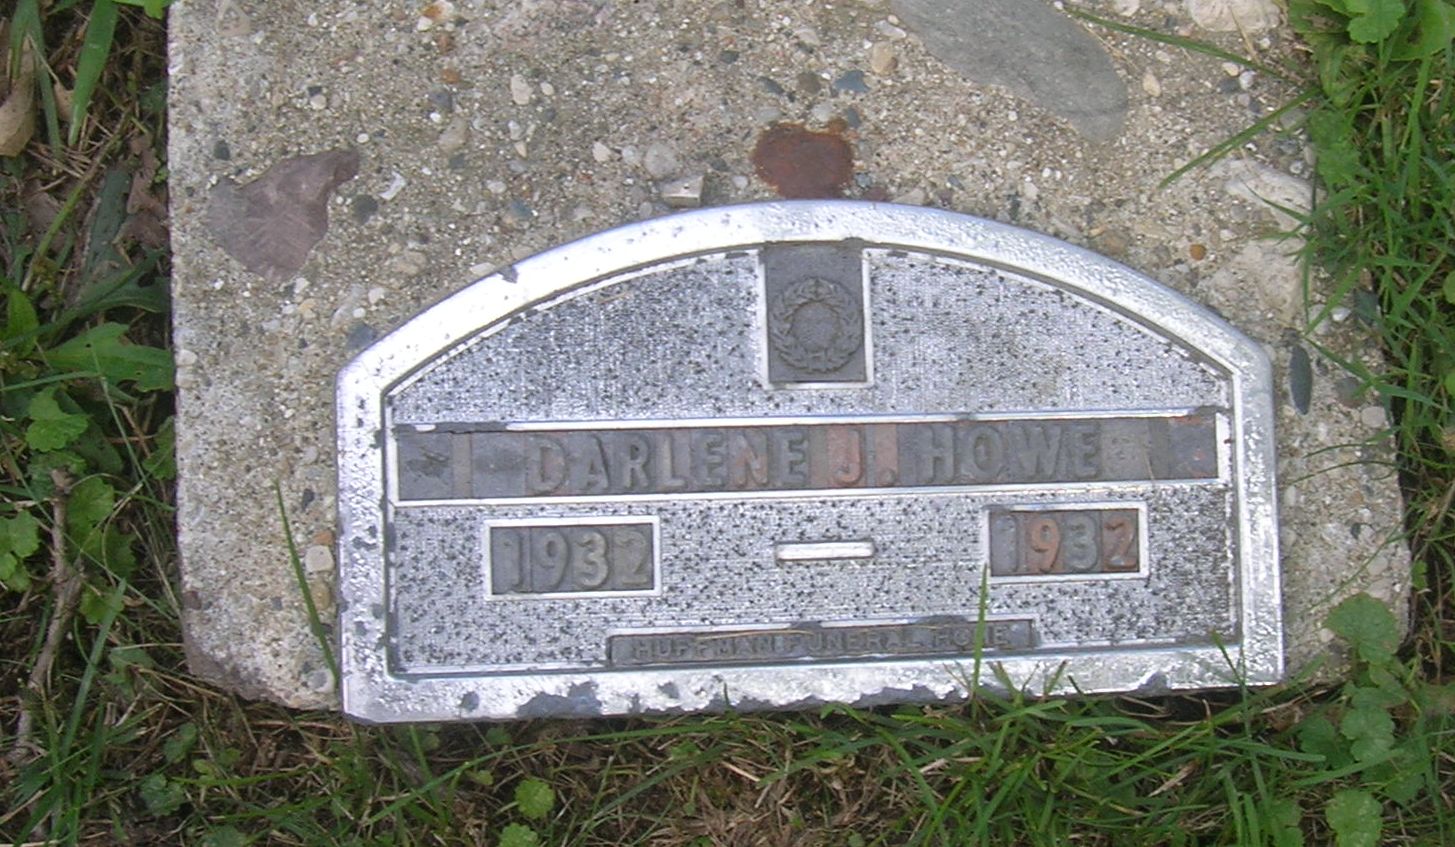 DARLENE J. HOWE
1932 - 1932
HUFFMAN FUNERAL HOME